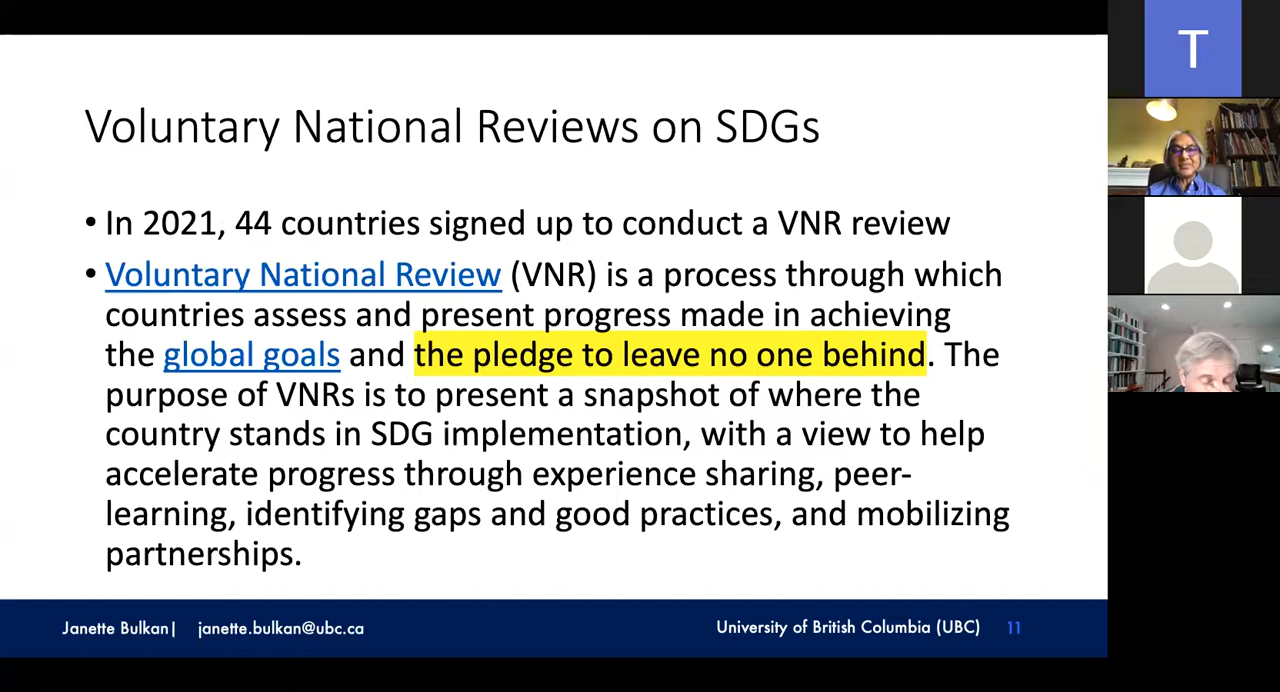 Voluntary National Reviews on SDGs
• In 2021, 44 countries signed up to conduct a VNR review
• Voluntary National Review (VNR) is a process through which
countries assess and present progress made in achieving
the global goals and the pledge to leave no one behind. The
purpose of VNRs is to present a snapshot of where the
country stands in SDG implementation, with a view to help
accelerate progress through experience sharing, peer-
learning, identifying gaps and good practices, and mobilizing
partnerships.
Janette Bulkan| janette.bulkan@ubc.ca
University of British Columbia (UBC) 11
T